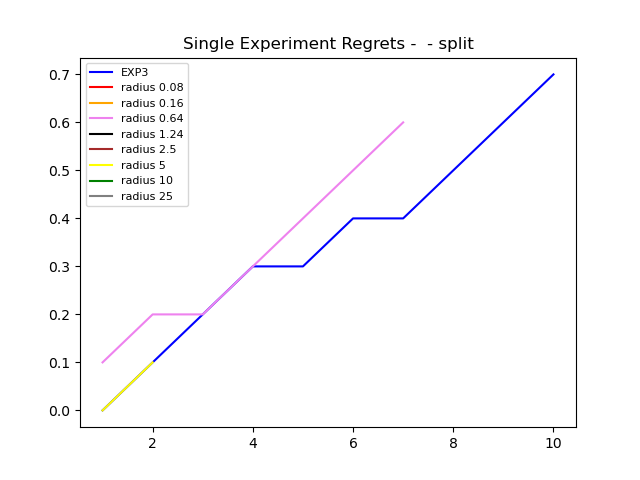 Single Experiment Regrets -  - split
EXP3
radius 0.08
radius 0.16
radius 0.64
radius 1.24
radius 2.5
radius 5
radius 10
radius 25
0.7
0.6
0.5
0.4
0.3
0.2
0.1
0.0
2
4
6
8
10